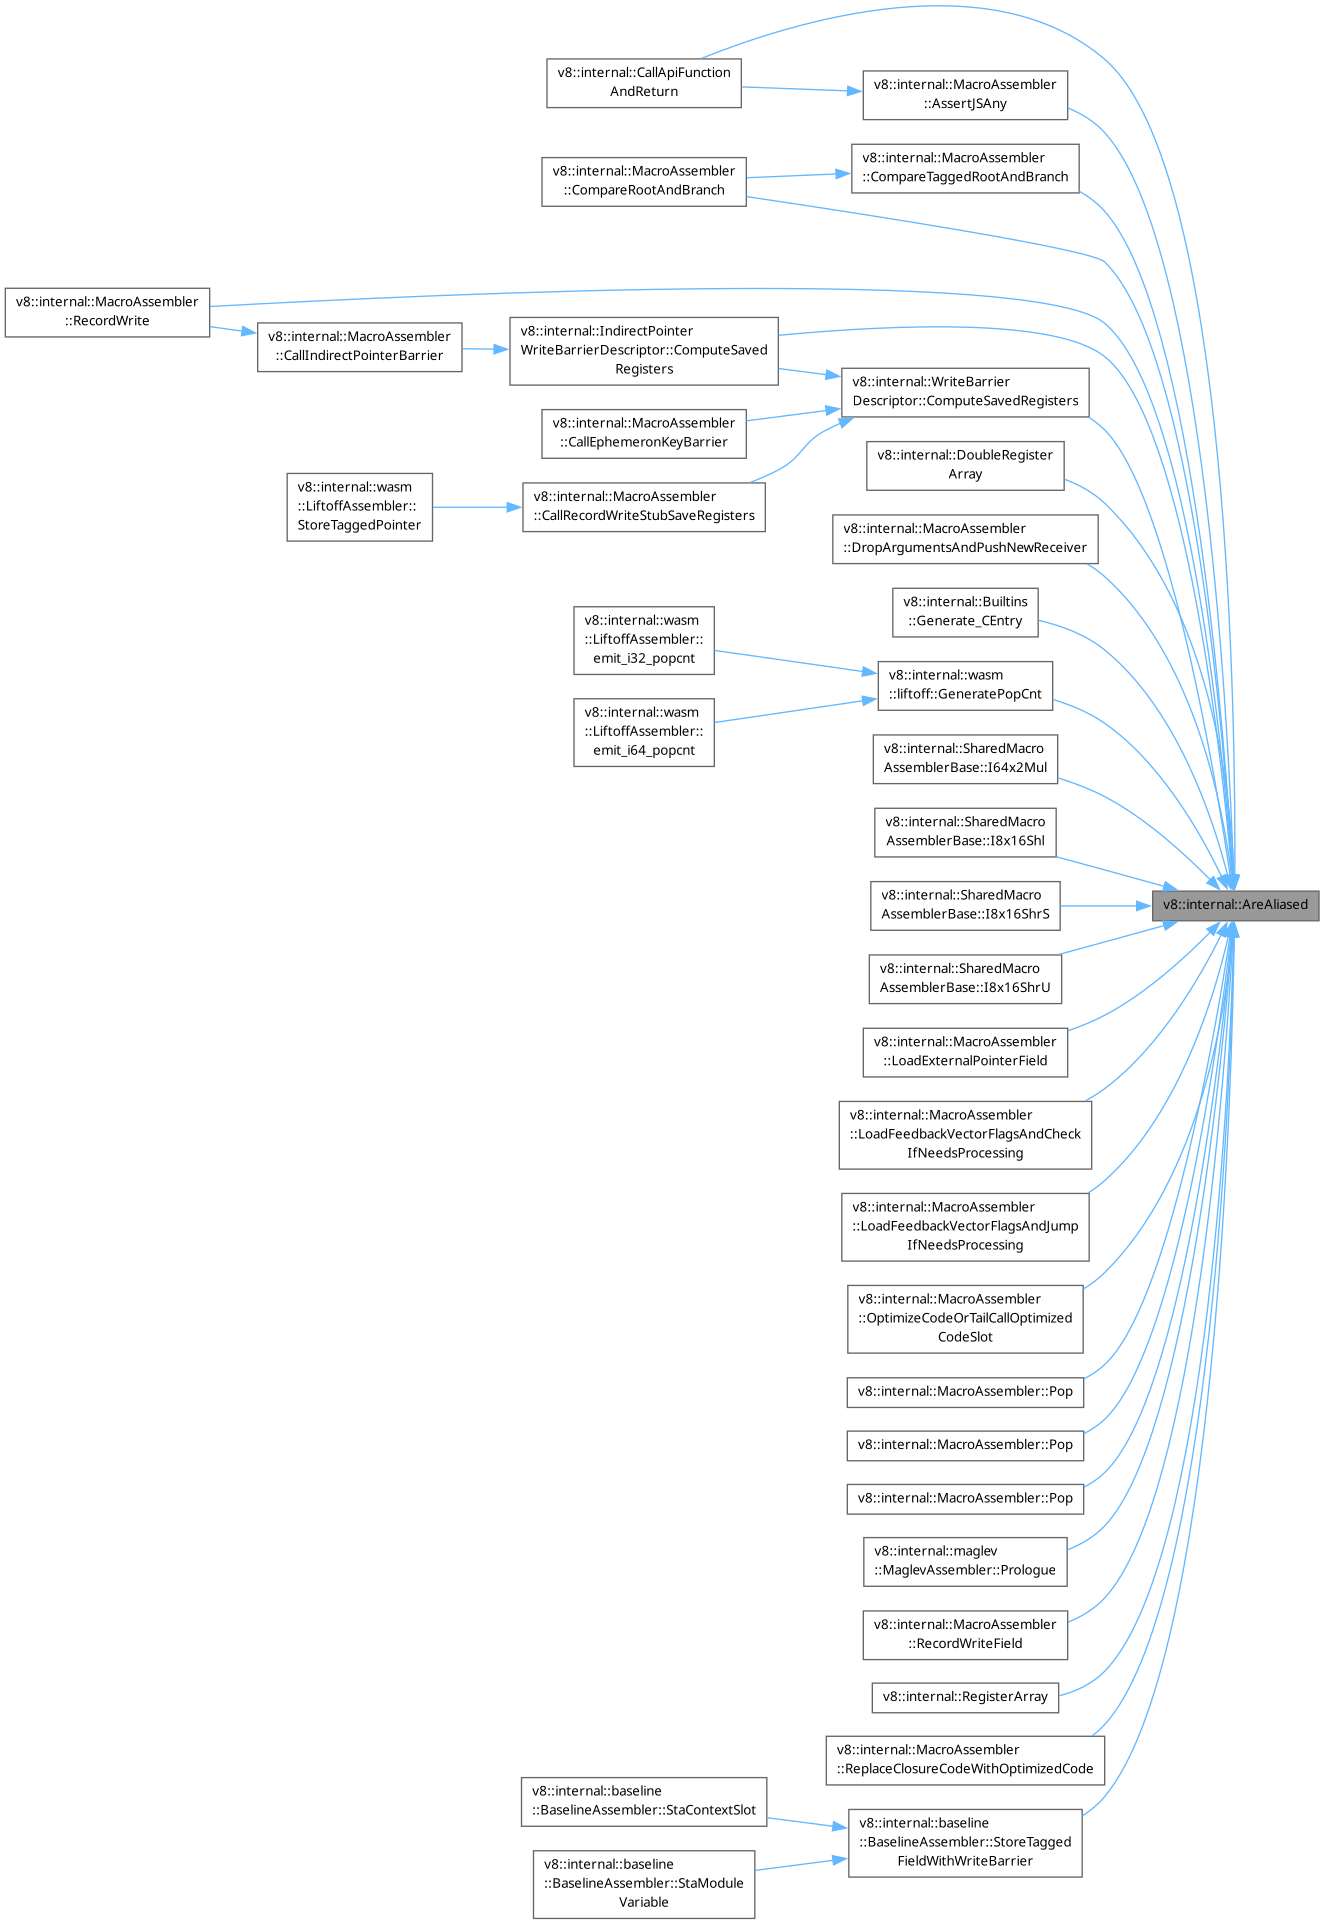 v8::internal::CallApiFunction
AndReturn
v8::internal::MacroAssembler
::AssertJSAny
v8::internal::MacroAssembler
::CompareTaggedRootAndBranch
v8::internal::MacroAssembler
::CompareRootAndBranch
v8::internal::MacroAssembler
::RecordWrite
v8::internal::MacroAssembler
::CallIndirectPointerBarrier
v8::internal::IndirectPointer
WriteBarrierDescriptor::ComputeSaved
Registers
v8::internal::WriteBarrier
Descriptor::ComputeSavedRegisters
v8::internal::MacroAssembler
::CallEphemeronKeyBarrier
v8::internal::DoubleRegister
Array
v8::internal::wasm
::LiftoffAssembler::
StoreTaggedPointer
v8::internal::MacroAssembler
::CallRecordWriteStubSaveRegisters
v8::internal::MacroAssembler
::DropArgumentsAndPushNewReceiver
v8::internal::Builtins
::Generate_CEntry
v8::internal::wasm
::LiftoffAssembler::
emit_i32_popcnt
v8::internal::wasm
::liftoff::GeneratePopCnt
v8::internal::wasm
::LiftoffAssembler::
emit_i64_popcnt
v8::internal::SharedMacro
AssemblerBase::I64x2Mul
v8::internal::SharedMacro
AssemblerBase::I8x16Shl
v8::internal::SharedMacro
AssemblerBase::I8x16ShrS
v8::internal::AreAliased
v8::internal::SharedMacro
AssemblerBase::I8x16ShrU
v8::internal::MacroAssembler
::LoadExternalPointerField
v8::internal::MacroAssembler
::LoadFeedbackVectorFlagsAndCheck
IfNeedsProcessing
v8::internal::MacroAssembler
::LoadFeedbackVectorFlagsAndJump
IfNeedsProcessing
v8::internal::MacroAssembler
::OptimizeCodeOrTailCallOptimized
CodeSlot
v8::internal::MacroAssembler::Pop
v8::internal::MacroAssembler::Pop
v8::internal::MacroAssembler::Pop
v8::internal::maglev
::MaglevAssembler::Prologue
v8::internal::MacroAssembler
::RecordWriteField
v8::internal::RegisterArray
v8::internal::MacroAssembler
::ReplaceClosureCodeWithOptimizedCode
v8::internal::baseline
::BaselineAssembler::StaContextSlot
v8::internal::baseline
::BaselineAssembler::StoreTagged
FieldWithWriteBarrier
v8::internal::baseline
::BaselineAssembler::StaModule
Variable